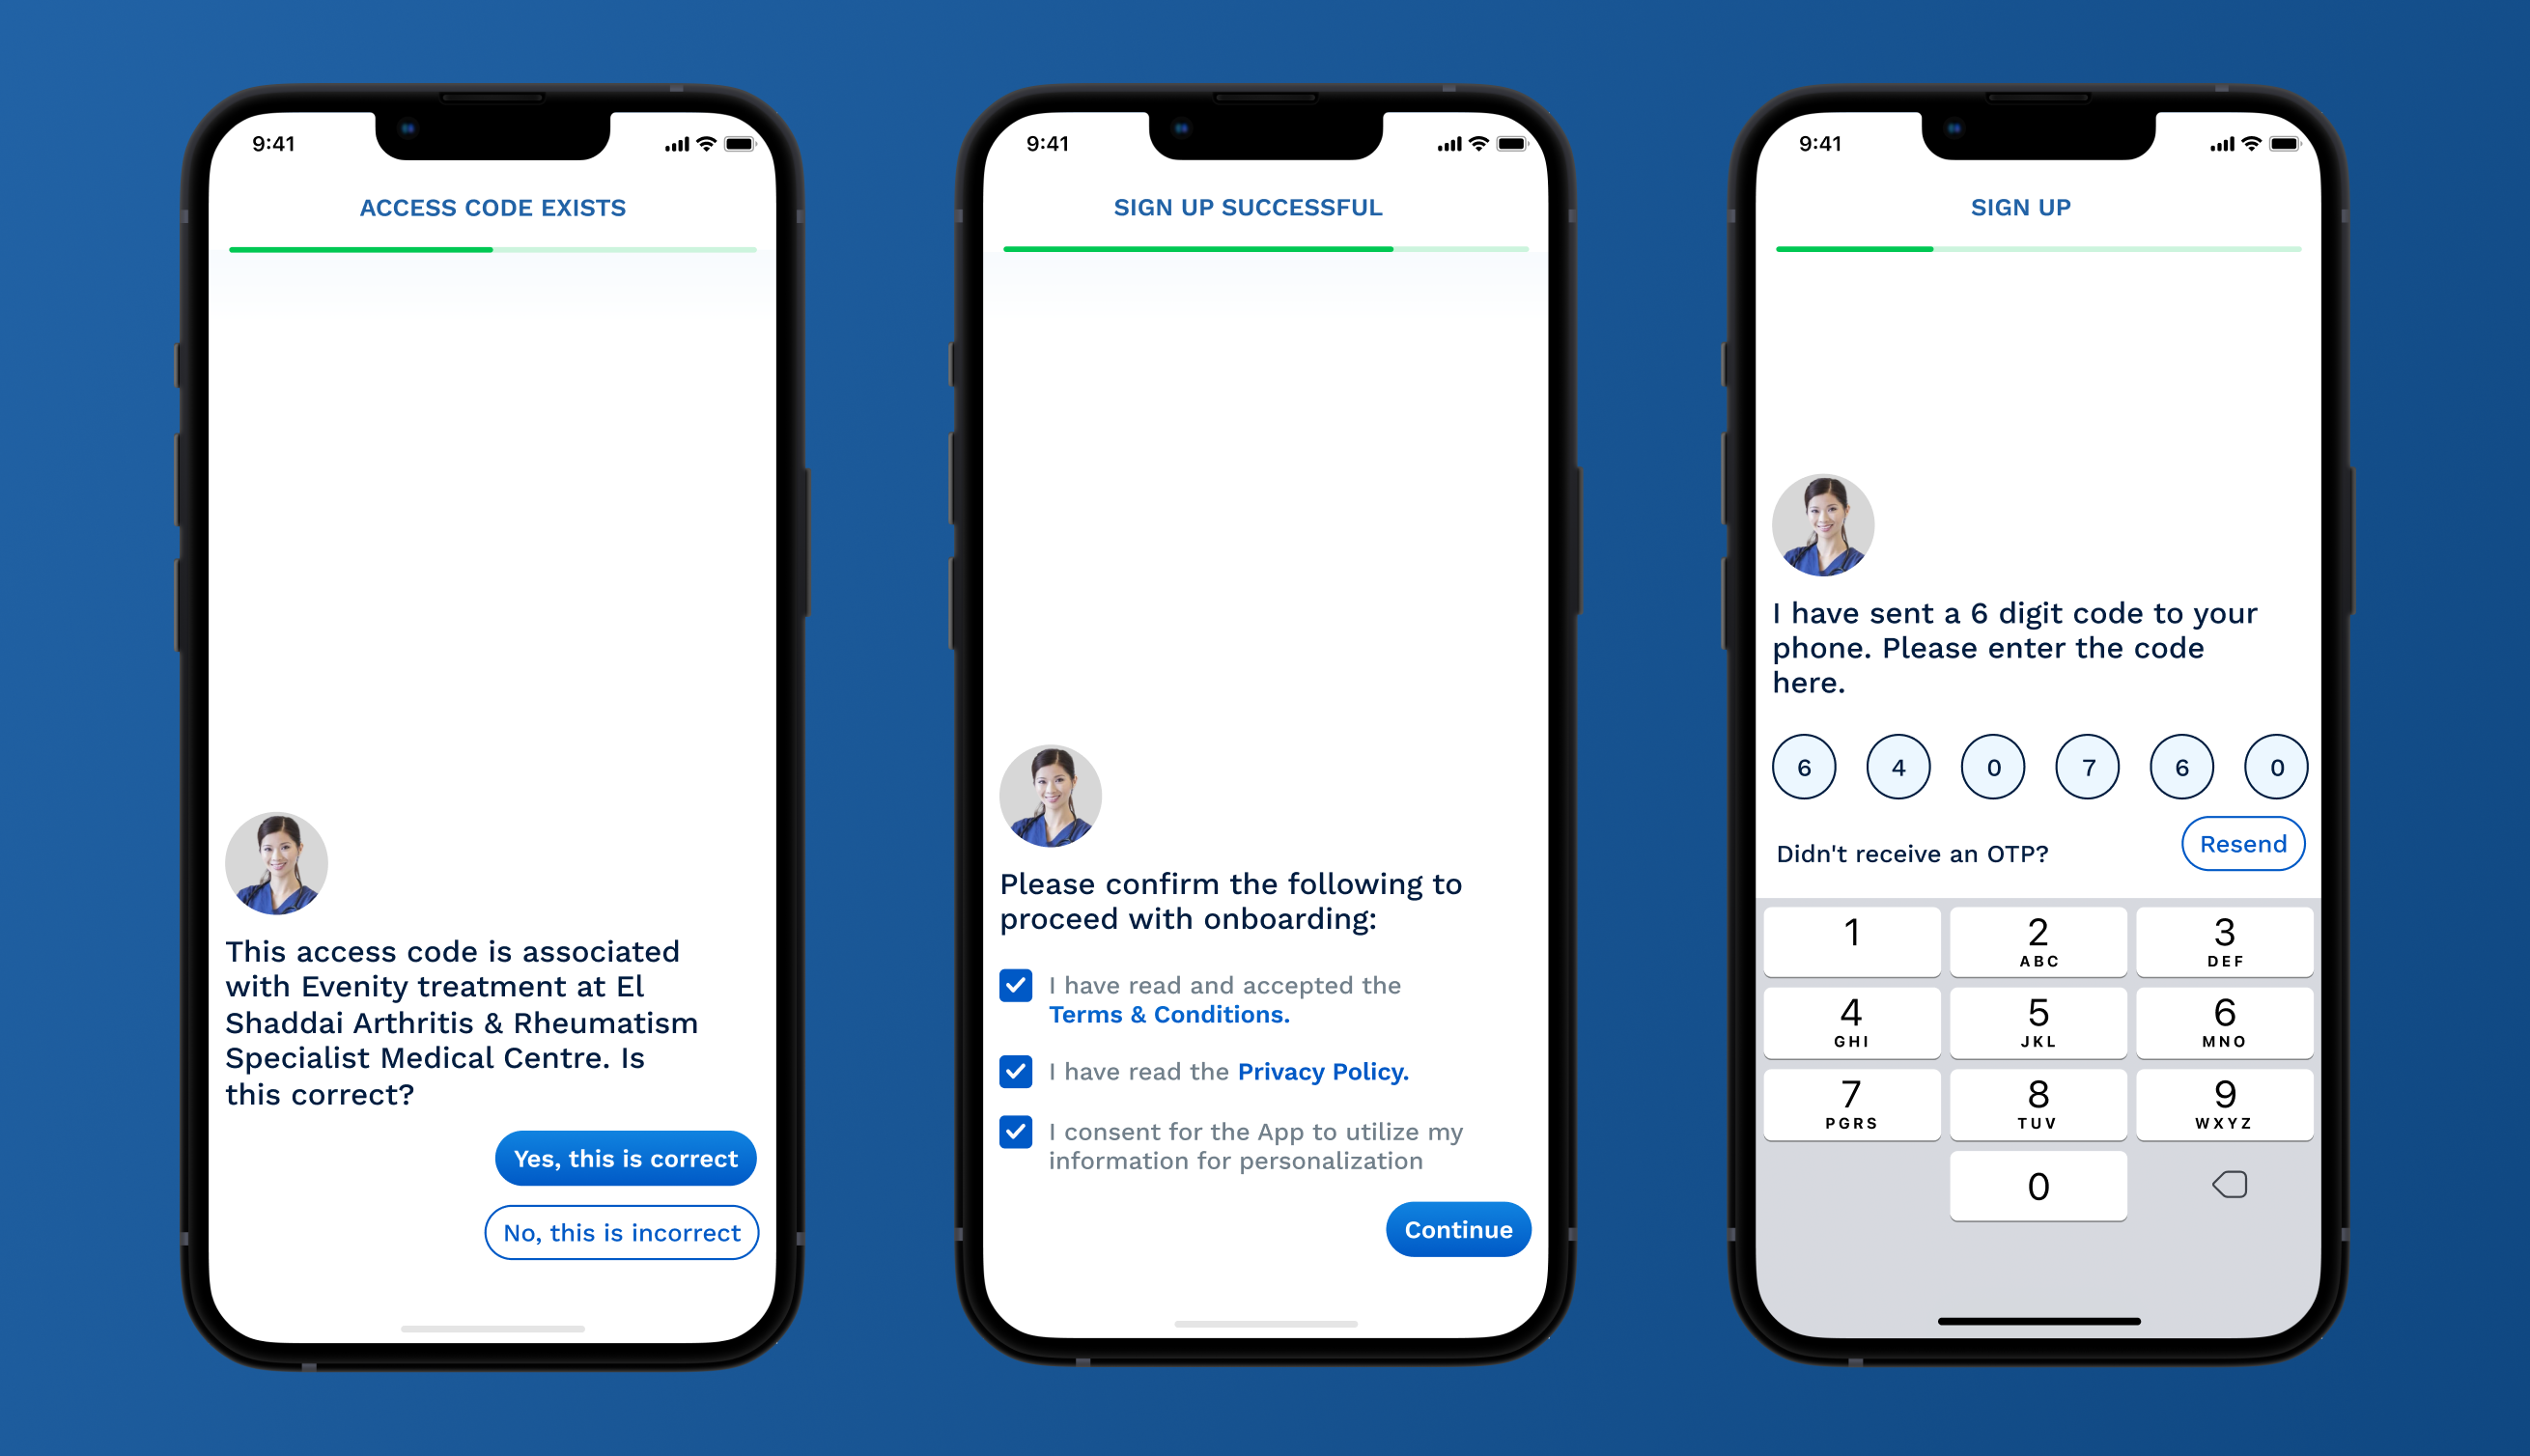 9:41
ACCESS CODE EXISTS
This access code is associated
with Evenity treatment at El
Shaddai Arthritis & Rheumatism
Specialist Medical Centre. Is
this correct?
Yes, this is correct
No, this is incorrect
9:41
SIGN UP SUCCESSFUL
Please confirm the following to
proceed with onboarding:
I have read and accepted the
Terms & Conditions.
I have read the Privacy Policy.
I consent for the App to utilize my
information for personalization
Continue
9:41
SIGN UP
I have sent a 6 digit code to your
phone. Please enter the code
here.
6 4 0 7 6 0
Didn't receive an OTP? Resend
1 2 3
ABC DEF
4 5 6
GHI JKL MNO
7 8 9
PGRS TUV WXYZ
0